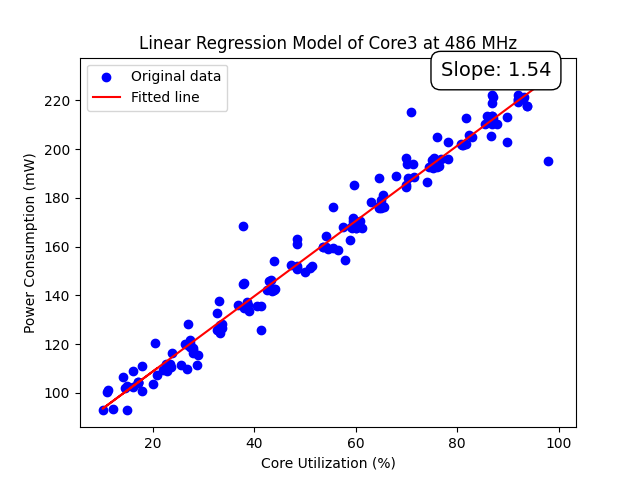 Linear Regression Model of Core3 at 486 MHz
Slope: 1.54
Original data
Fitted line
Power Consumption (mW)
220
200
180
160
140
120
100
20 40 60 80 100
Core Utilization (%)